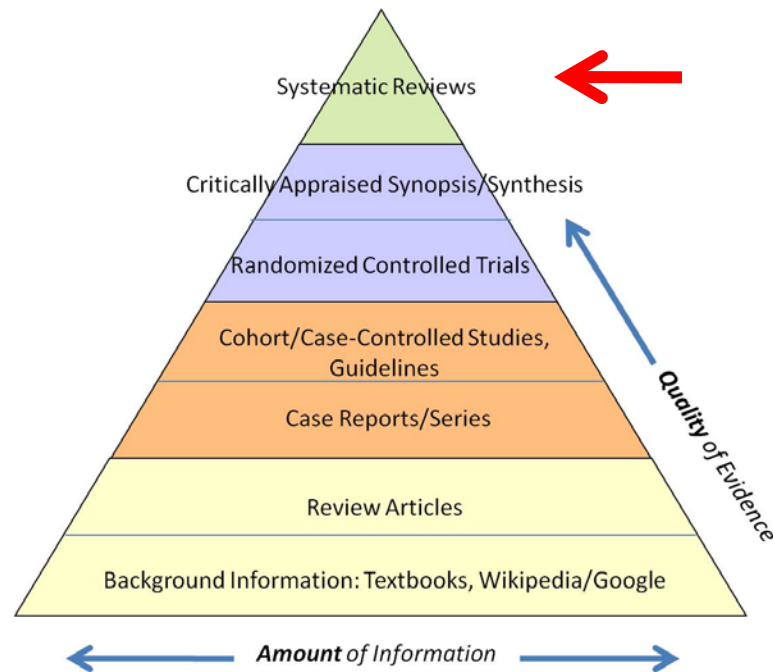 Systematic Reviews
Critically Appraised Synopsis/Synthesis
Randomized Controlled Trials
Cohort/Case-Controlled Studies,
Guidelines
Case Reports/Series
Quality of Evidence
Review Articles
Background Information: Textbooks, Wikipedia/Google
Amount of Information